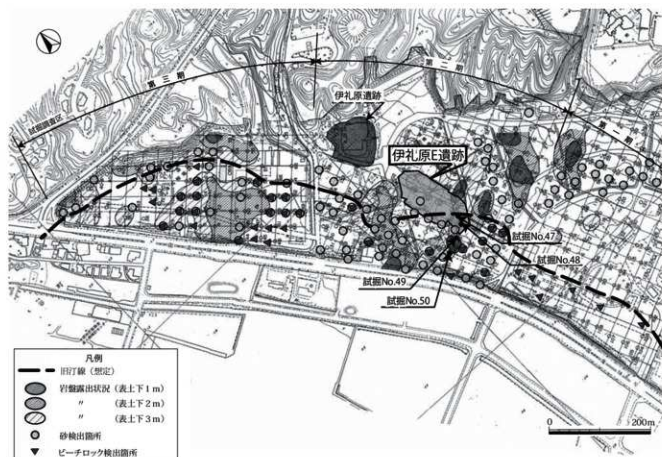 第三期
第二期
第一期
試掘調査区
伊礼原遺跡
伊礼原E遺跡
試掘No.47
試掘No.48
試掘No.49
試掘No.50
凡例
旧汀線（想定）
岩盤露出状況（表土下1m）
〃（表土下2m）
〃（表土下3m）
砂検出箇所
ビーチロック検出箇所
0 200m